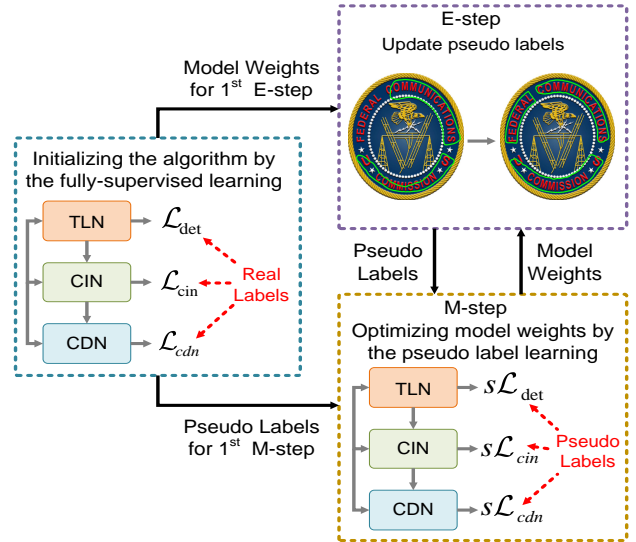 E-step
Update pseudo labels
FEDERAL COMMUNICATIONS
COMMISSION
FEDERAL COMMUNICATIONS
COMMISSION
Model Weights
for 1st E-step
Initializing the algorithm by
the fully-supervised learning
TLN
ℒdet
CIN
ℒcin
CDN
ℒcdn
Real
Labels
Pseudo
Labels
Model
Weights
M-step
Optimizing model weights by
the pseudo label learning
TLN
sℒdet
CIN
sℒcin
CDN
sℒcdn
Pseudo
Labels
Pseudo Labels
for 1st M-step